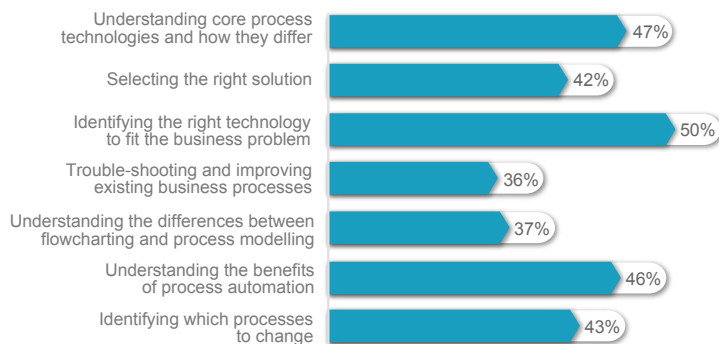 Understanding core process
technologies and how they differ
47%
Selecting the right solution
42%
Identifying the right technology
to fit the business problem
50%
Trouble-shooting and improving
existing business processes
36%
Understanding the differences between
flowcharting and process modelling
37%
Understanding the benefits
of process automation
46%
Identifying which processes
to change
43%